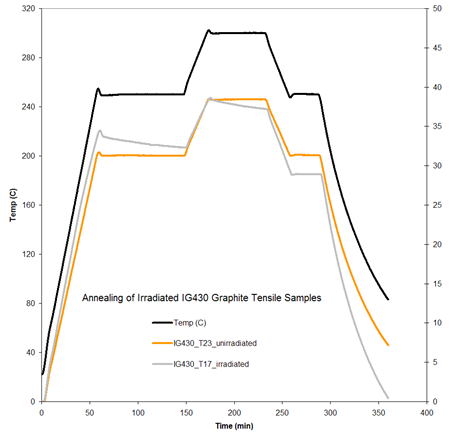 320
280
240
200
160
120
80
40
0
Temp (C)
50
45
40
35
30
25
20
15
10
5
0
Annealing of Irradiated IG430 Graphite Tensile Samples
Temp (C)
IG430_T23_unirradiated
IG430_T17_irradiated
0 50 100 150 200 250 300 350 400
Time (min)